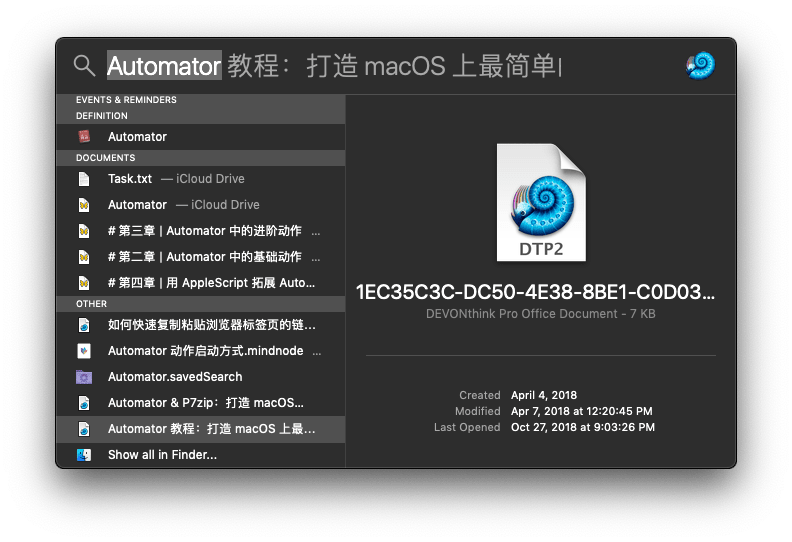 Automator 教程：打造 macOS 上最简单
EVENTS & REMINDERS
DEFINITION
Automator
DOCUMENTS
Task.txt — iCloud Drive
Automator — iCloud Drive
# 第三章 | Automator 中的进阶动作 ...
# 第二章 | Automator 中的基础动作 ...
# 第四章 | 用 AppleScript 拓展 Auto...
OTHER
如何快速复制粘贴浏览器标签页的链...
Automator 动作启动方式.mindnode ...
Automator.savedSearch
Automator & P7zip：打造 macOS...
Automator 教程：打造 macOS 上最...
Show all in Finder...
DTP2
1EC35C3C-DC50-4E38-8BE1-C0D03...
DEVONthink Pro Office Document - 7 KB
Created April 4, 2018
Modified Apr 7, 2018 at 12:20:45 PM
Last Opened Oct 27, 2018 at 9:03:26 PM